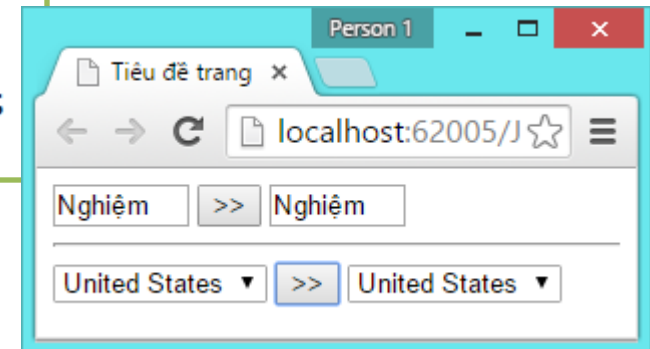 Person 1
Tiêu đề trang
localhost:62005/J
Nghiệm >> Nghiệm
United States >> United States